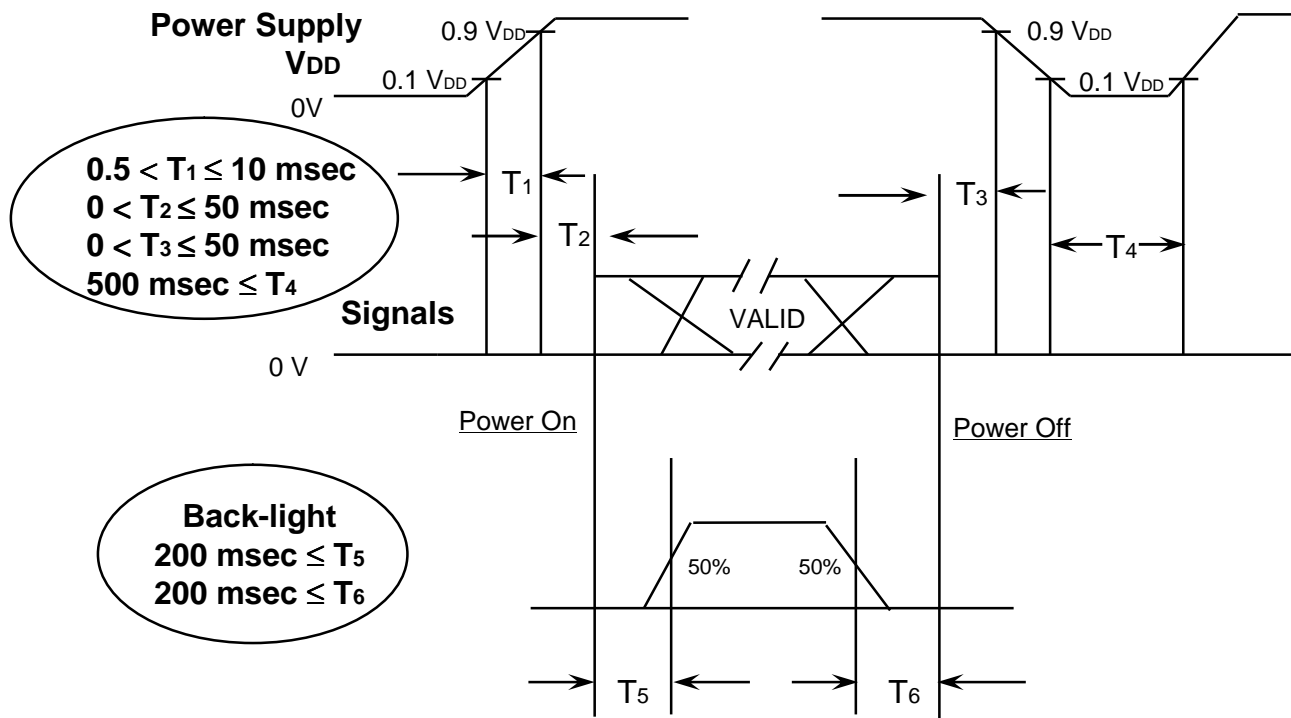 Power Supply
VDD
0.9 VDD
0.1 VDD
0V
0.9 VDD
0.1 VDD
0.5 < T1 ≤ 10 msec
0 < T2 ≤ 50 msec
0 < T3 ≤ 50 msec
500 msec ≤ T4
T1
T2
T3
T4
Signals
VALID
0 V
Power On
Power Off
Back-light
200 msec ≤ T5
200 msec ≤ T6
50%
50%
T5
T6